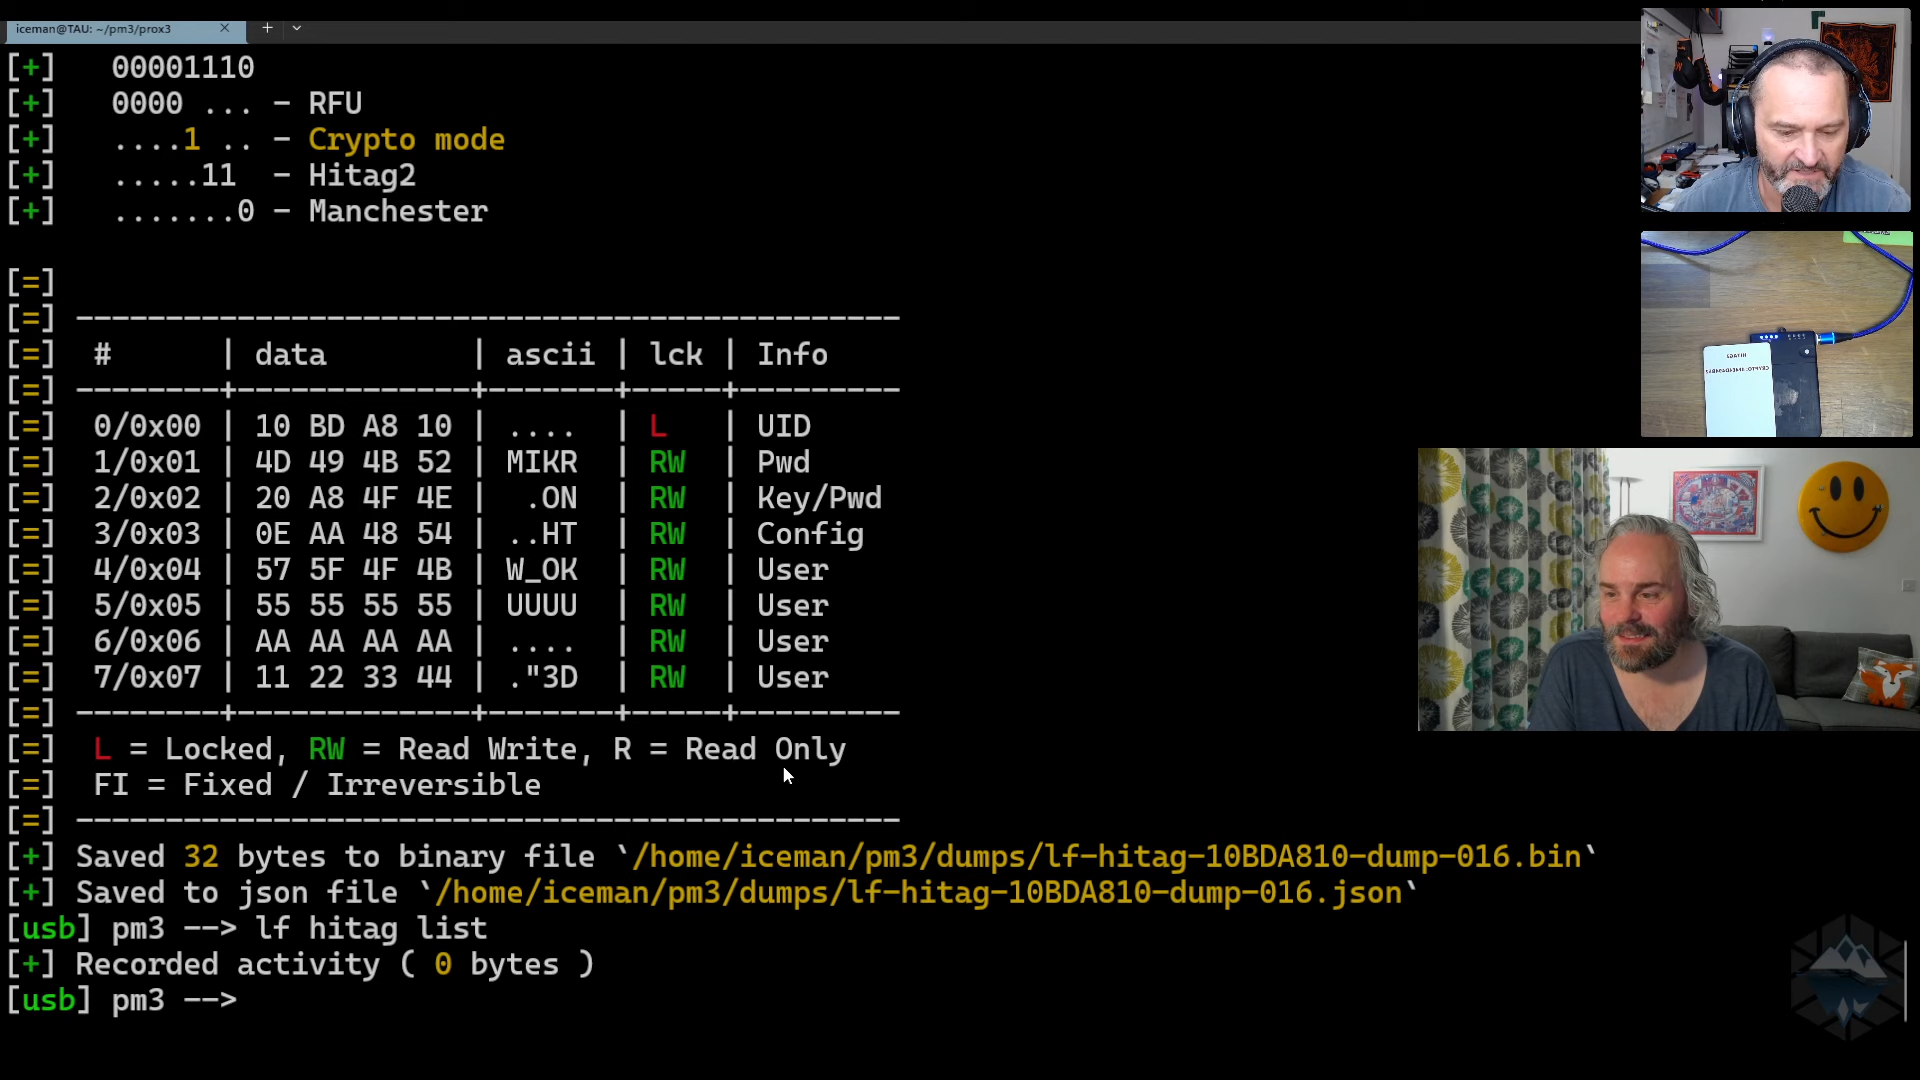 iceman@TAU: ~/pm3/prox3
[+] 00001110
[+] 0000 ... - RFU
[+] ....1 .. - Crypto mode
[+] .....11 - Hitag2
[+] .......0 - Manchester
[=]
[=] ----------------------------------------------
[=] # | data | ascii | lck | Info
[=] --------+-------------+-------+-----+---------
[=] 0/0x00 | 10 BD A8 10 | .... | L | UID
[=] 1/0x01 | 4D 49 4B 52 | MIKR | RW | Pwd
[=] 2/0x02 | 20 A8 4F 4E | .ON | RW | Key/Pwd
[=] 3/0x03 | 0E AA 48 54 | ..HT | RW | Config
[=] 4/0x04 | 57 5F 4F 4B | W_OK | RW | User
[=] 5/0x05 | 55 55 55 55 | UUUU | RW | User
[=] 6/0x06 | AA AA AA AA | .... | RW | User
[=] 7/0x07 | 11 22 33 44 | ."3D | RW | User
[=] --------+-------------+-------+-----+---------
[=] L = Locked, RW = Read Write, R = Read Only
[=] FI = Fixed / Irreversible
[=] ----------------------------------------------
[+] Saved 32 bytes to binary file `/home/iceman/pm3/dumps/lf-hitag-10BDA810-dump-016.bin`
[+] Saved to json file `/home/iceman/pm3/dumps/lf-hitag-10BDA810-dump-016.json`
[usb] pm3 --> lf hitag list
[+] Recorded activity ( 0 bytes )
[usb] pm3 -->